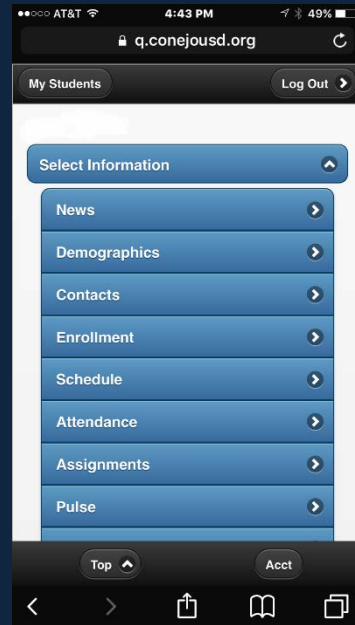 AT&T 4:43 PM 49%
q.conejousd.org
My Students Log Out
Select Information
News
Demographics
Contacts
Enrollment
Schedule
Attendance
Assignments
Pulse
Top Acct